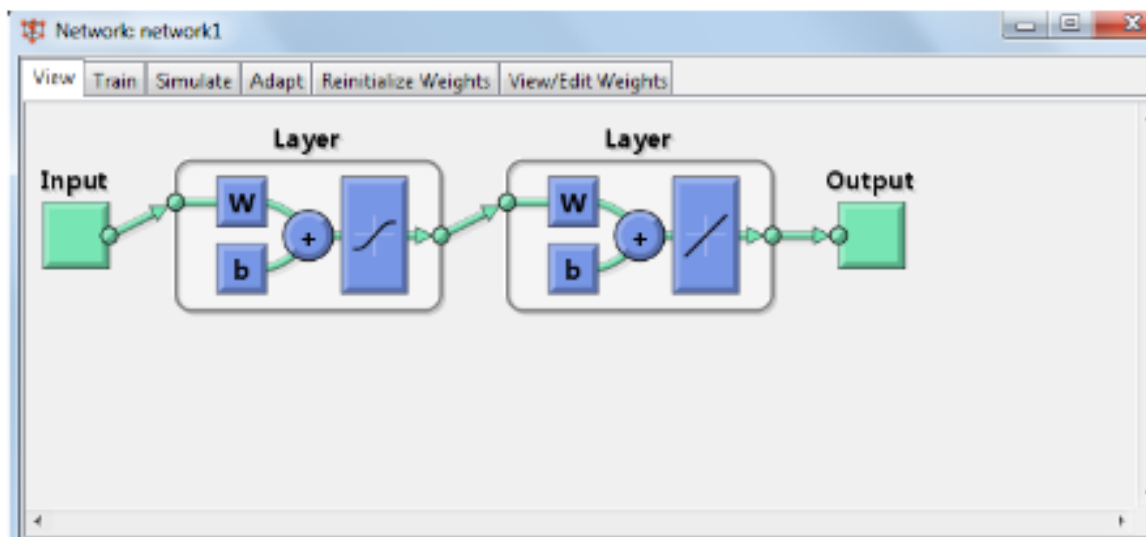 Network: network1
View Train Simulate Adapt Reinitialize Weights View/Edit Weights
Layer Layer
Input Output
W W
+ +
b b